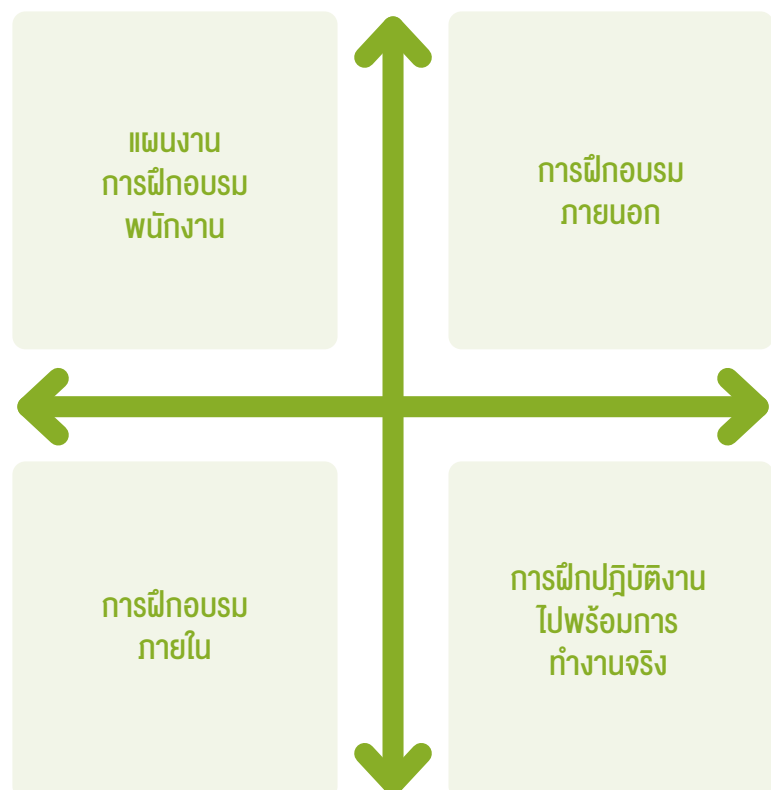 แผนงาน
การฝึกอบรม
พนักงาน
การฝึกอบรม
ภายนอก
การฝึกอบรม
ภายใน
การฝึกปฏิบัติงาน
ไปพร้อมการ
ทำงานจริง